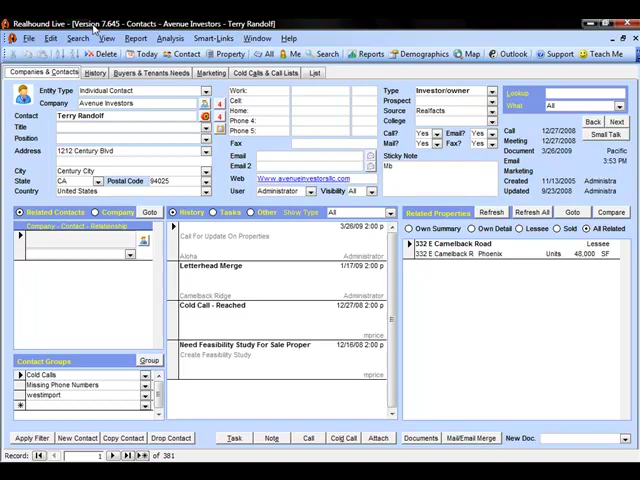 Realhound Live - [Version 7.645 - Contacts - Avenue Investors - Terry Randolf]
File Edit Search View Report Analysis Smart-Links Window Help
Delete Today Contact Property All Me Search Reports Demographics Map Outlook Support Teach Me
Companies & Contacts History Buyers & Tenants Needs Marketing Cold Calls & Call Lists List
Entity Type Individual Contact Work: Type Investor/owner Lookup
Company Avenue Investors 4 Cell: Prospect What All
Contact Terry Randolf 4 Home: Source Realfacts Back Next
Title Phone 4: College Call 12/27/2008 Small Talk
Position Phone 5: Call? Yes Email? Yes Meeting 12/27/2008
Address 1212 Century Blvd Fax Mail? Yes Fax? Yes Document 3/26/2009 Pacific
Email Sticky Note Email 3:53 PM
City Century City Email 2 Mb Marketing
State CA Postal Code 94025 Web Www.avenueinvestorsllc.com Created 11/13/2005
Country United States User Administrator Visibility All Updated 9/23/2008
Related Contacts Company Goto History Tasks Other Show Type All Related Properties Refresh Refresh All Goto Compare
Company - Contact - Relationship Own Summary Own Detail Lessee Sold All Related
3/26/09 2:00 p
Call For Update On Properties
Aloha Administrator
332 E Camelback Road Lessee
332 E Camelback R Phoenix Units 48,000 SF
Letterhead Merge 1/17/09 2:00 p
Camelback Ridge Administrator
Cold Call - Reached 12/27/08 2:00 p
mprice
Need Feasibility Study For Sale Proper 12/16/08 2:00 p
Create Feasibility Study
mprice
Contact Groups Group
Cold Calls
Missing Phone Numbers
westimport
Apply Filter New Contact Copy Contact Drop Contact Task Note Call Cold Call Attach Documents Mail/Email Merge New Doc.
Record: 1 of 381